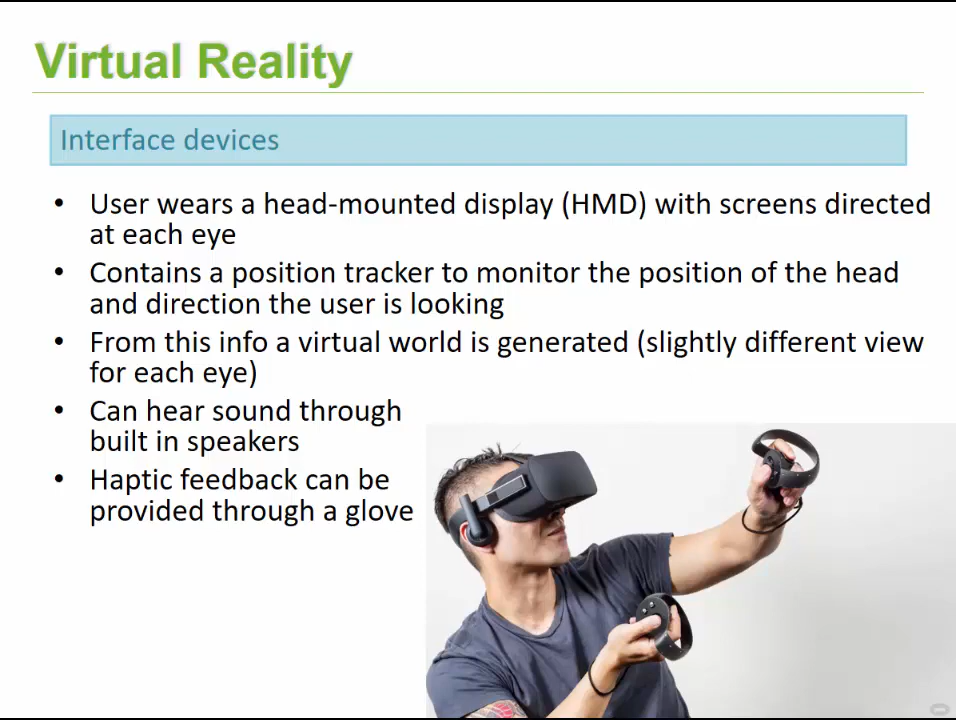 Virtual Reality
Interface devices
• User wears a head-mounted display (HMD) with screens directed
at each eye
• Contains a position tracker to monitor the position of the head
and direction the user is looking
• From this info a virtual world is generated (slightly different view
for each eye)
• Can hear sound through
built in speakers
• Haptic feedback can be
provided through a glove